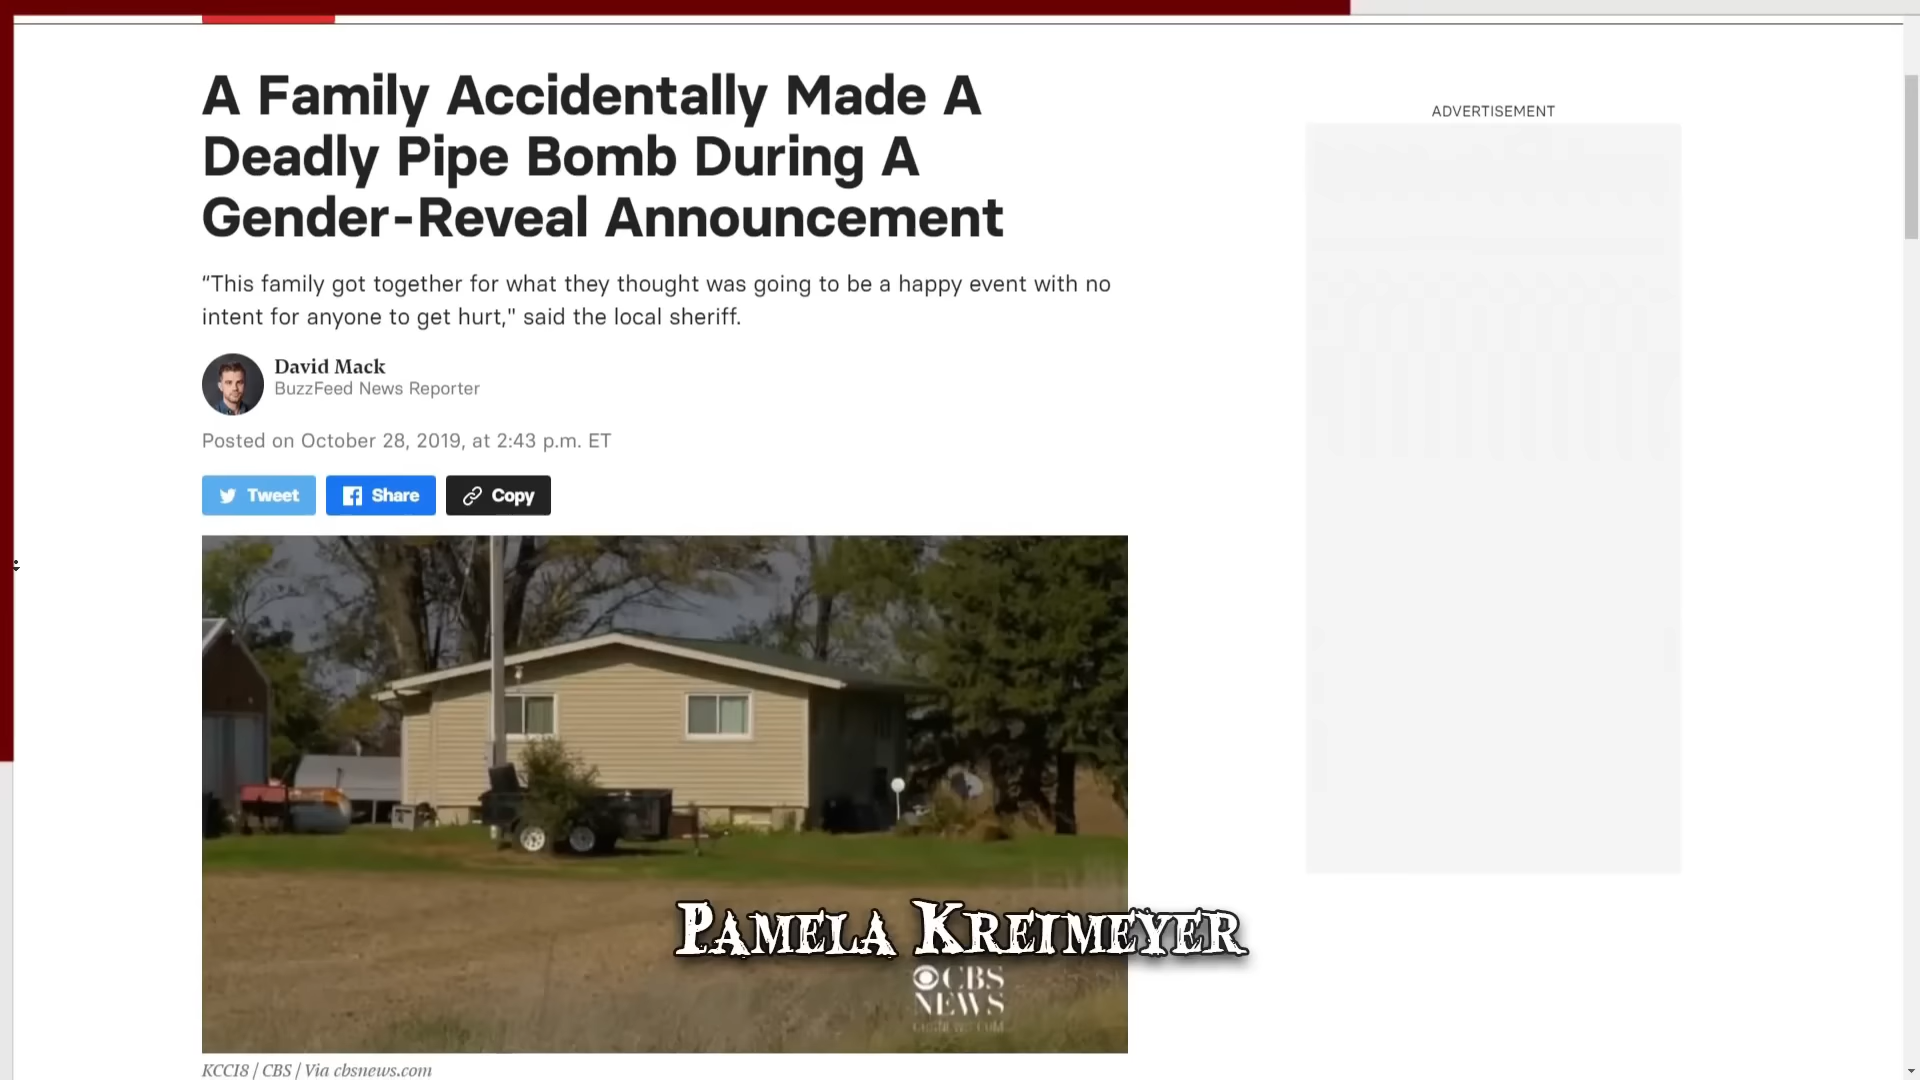 ADVERTISEMENT
A Family Accidentally Made A
Deadly Pipe Bomb During A
Gender-Reveal Announcement
“This family got together for what they thought was going to be a happy event with no
intent for anyone to get hurt," said the local sheriff.
David Mack
BuzzFeed News Reporter
Posted on October 28, 2019, at 2:43 p.m. ET
Tweet Share Copy
PAMELA KREIMEYER
CBS
NEWS
CBSNEWS.COM
KCCI8 / CBS / Via cbsnews.com